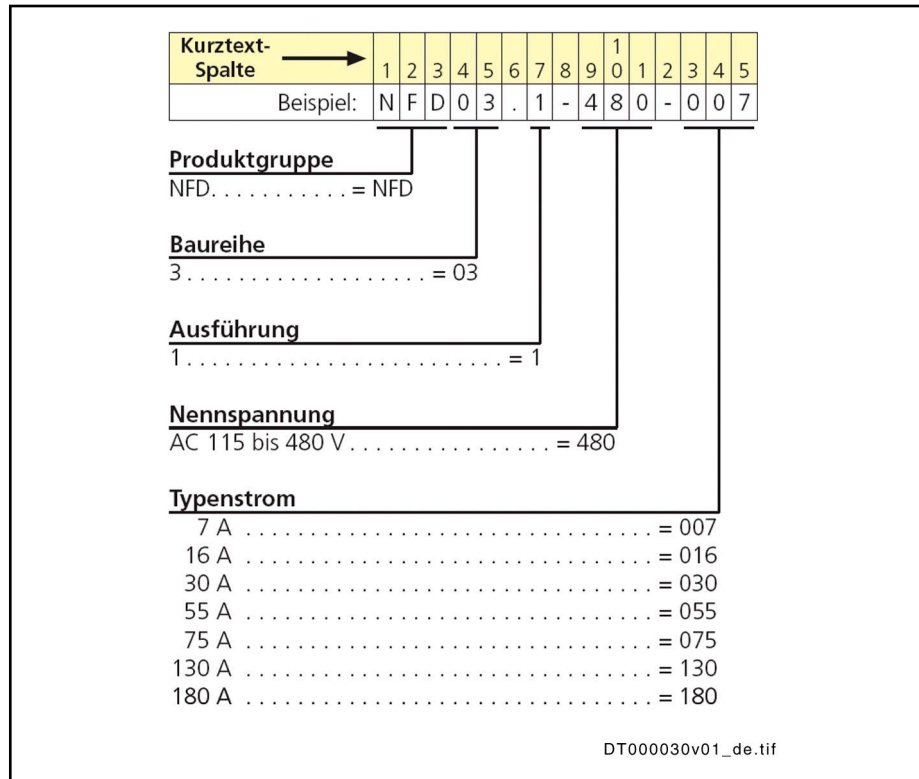 Kurztext-
Spalte 1 2 3 4 5 6 7 8 9 10 1 2 3 4 5
Beispiel: N F D 0 3 . 1 - 4 8 0 - 0 0 7
Produktgruppe
NFD. . . . . . . . . . . = NFD
Baureihe
3 . . . . . . . . . . . . . . . . . . . = 03
Ausführung
1 . . . . . . . . . . . . . . . . . . . . . . . . . = 1
Nennspannung
AC 115 bis 480 V . . . . . . . . . . . . . . . . = 480
Typenstrom
7 A . . . . . . . . . . . . . . . . . . . . . . . . . . . . . . . . . . . = 007
16 A . . . . . . . . . . . . . . . . . . . . . . . . . . . . . . . . . . . = 016
30 A . . . . . . . . . . . . . . . . . . . . . . . . . . . . . . . . . . . = 030
55 A . . . . . . . . . . . . . . . . . . . . . . . . . . . . . . . . . . . = 055
75 A . . . . . . . . . . . . . . . . . . . . . . . . . . . . . . . . . . . = 075
130 A . . . . . . . . . . . . . . . . . . . . . . . . . . . . . . . . . . . = 130
180 A . . . . . . . . . . . . . . . . . . . . . . . . . . . . . . . . . . . = 180
DT000030v01_de.tif